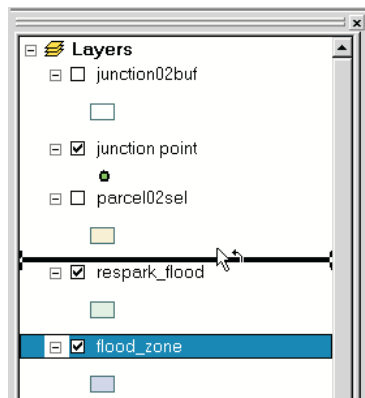 Layers
junction02buf
junction point
parcel02sel
respark_flood
flood_zone